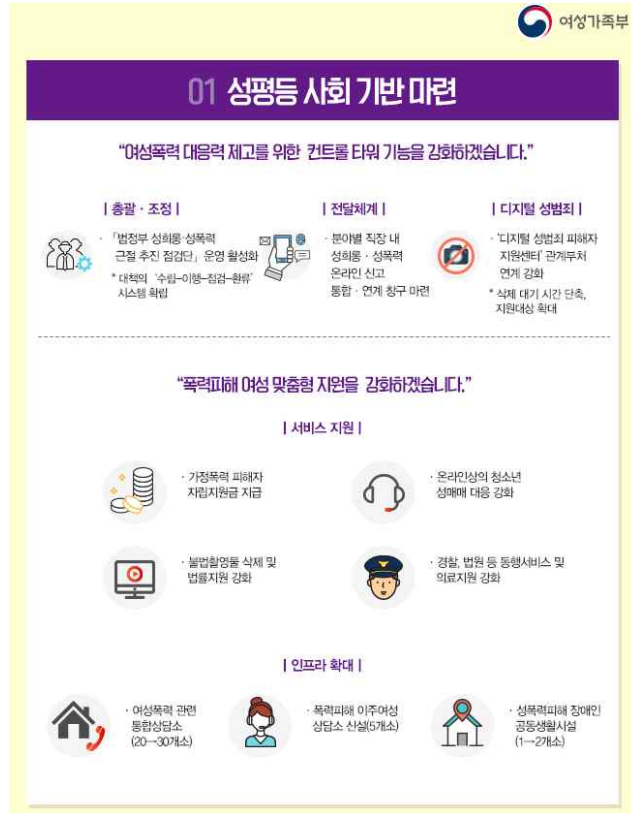 여성가족부
01 성평등 사회 기반 마련
“여성폭력 대응력 제고를 위한 컨트롤 타워 기능을 강화하겠습니다.”
| 총괄 · 조정 |
· 「범정부 성희롱·성폭력
근절 추진 점검단」 운영 활성화
* 대책의 ‘수립–이행–점검–환류’
시스템 확립
| 전달체계 |
· 분야별 직장 내
성희롱 · 성폭력
온라인 신고
통합 · 연계 창구 마련
| 디지털 성범죄 |
· ‘디지털 성범죄 피해자
지원센터’ 관계부처
연계 강화
* 삭제 대기 시간 단축,
지원대상 확대
“폭력피해 여성 맞춤형 지원을 강화하겠습니다.”
| 서비스 지원 |
· 가정폭력 피해자
자립지원금 지급
· 온라인상의 청소년
성매매 대응 강화
· 불법촬영물 삭제 및
법률지원 강화
· 경찰, 법원 등 동행서비스 및
의료지원 강화
| 인프라 확대 |
· 여성폭력 관련
통합상담소
(20→30개소)
· 폭력피해 이주여성
상담소 신설(5개소)
· 성폭력피해 장애인
공동생활시설
(1→2개소)